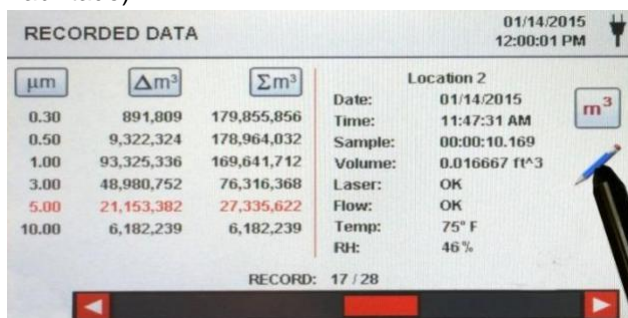 RECORDED DATA
01/14/2015
12:00:01 PM
µm Δm³ Σm³
0.30 891,809 179,855,856
0.50 9,322,324 178,964,032
1.00 93,325,336 169,641,712
3.00 48,980,752 76,316,368
5.00 21,153,382 27,335,622
10.00 6,182,239 6,182,239
Location 2
Date: 01/14/2015
Time: 11:47:31 AM
Sample: 00:00:10.169
Volume: 0.016667 ft^3
Laser: OK
Flow: OK
Temp: 75° F
RH: 46%
m³
RECORD: 17 / 28